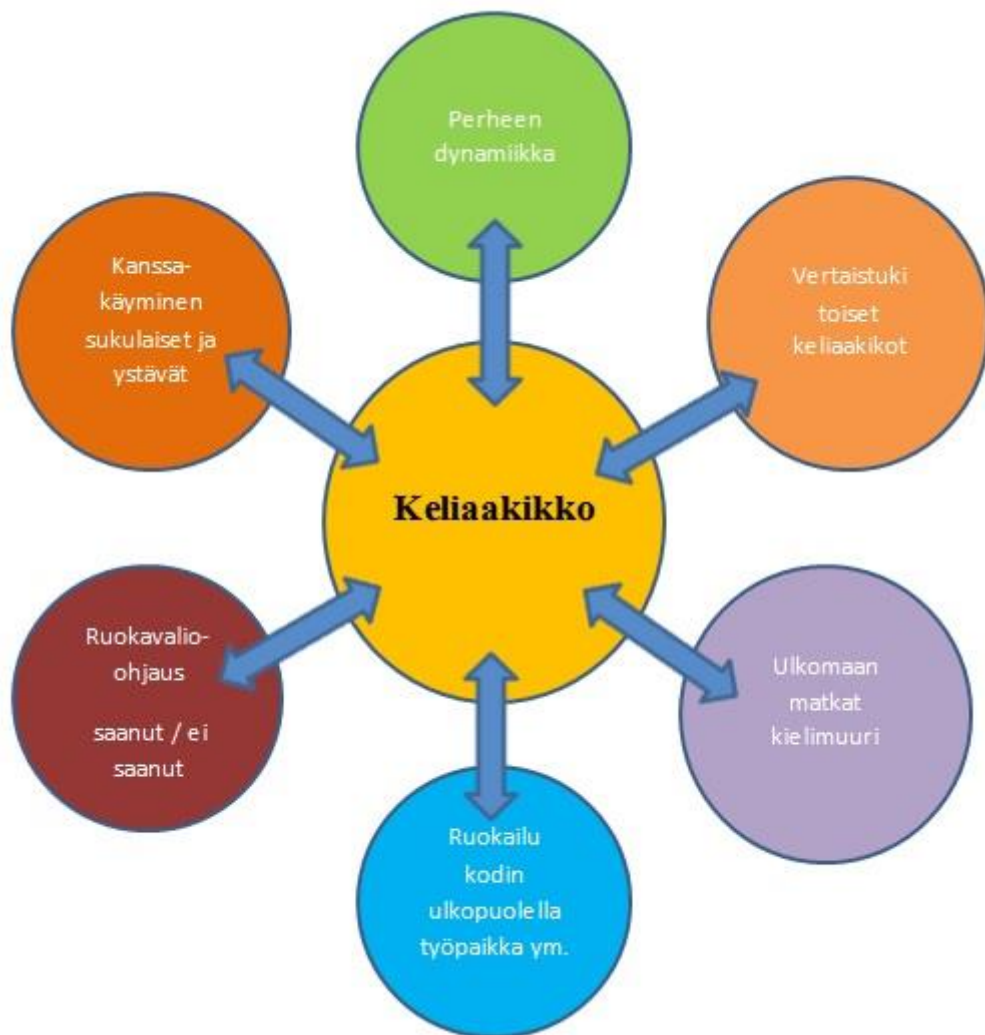 Perheen
dynamiikka
Kanssa-
käyminen
sukulaiset ja
ystävät
Vertaistuki
toiset
keliaakikot
Keliaakikko
Ruokavalio-
ohjaus
saanut / ei
saanut
Ulkomaan
matkat
kielimuuri
Ruokailu
kodin
ulkopuolella
työpaikka ym.